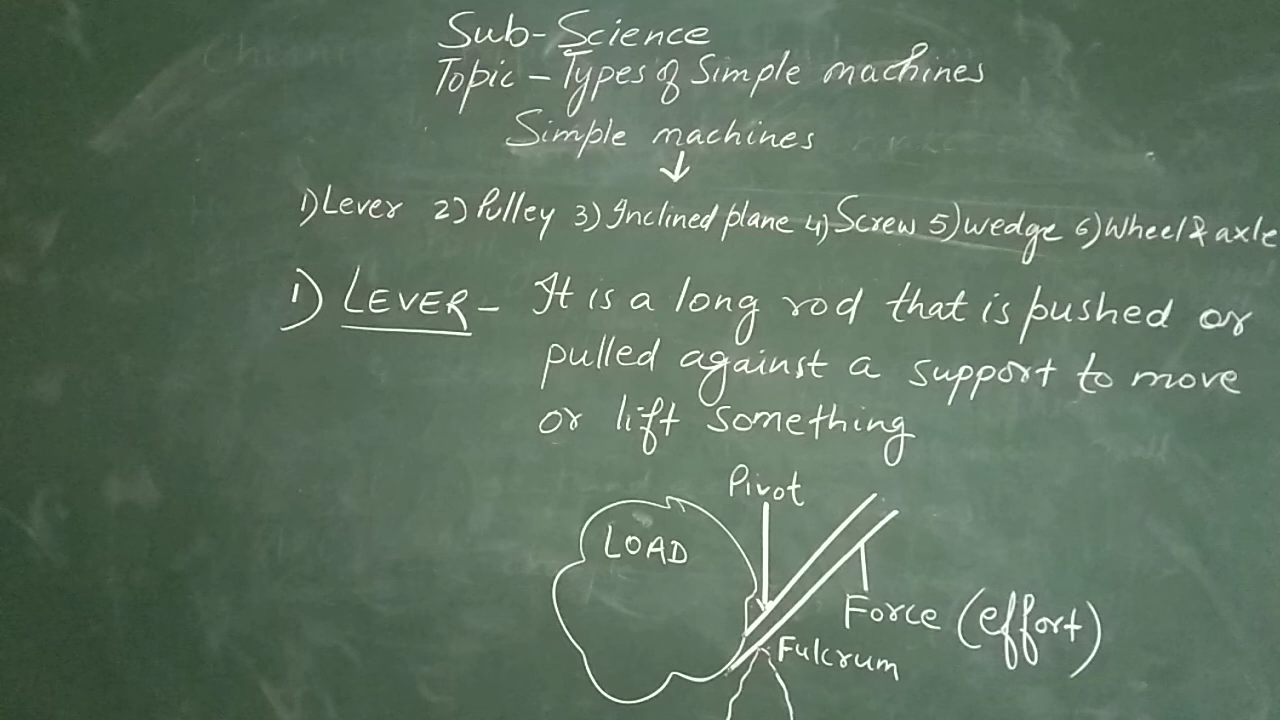 Sub-Science
Topic - Types of Simple machines
Simple machines
1) Lever 2) Pulley 3) Inclined plane 4) Screw 5) wedge 6) Wheel & axle
1) LEVER - It is a long rod that is pushed or
pulled against a support to move
or lift something
Pivot
LOAD
Force (effort)
Fulcrum